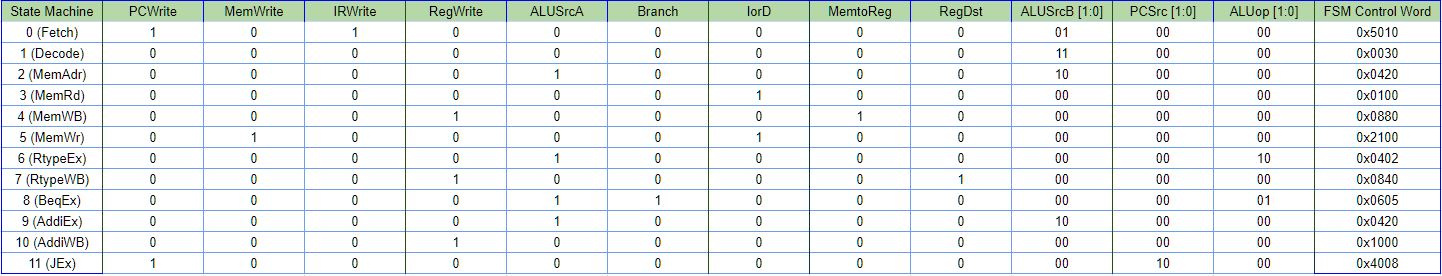 State Machine PCWrite MemWrite IRWrite RegWrite ALUSrcA Branch IorD MemtoReg RegDst ALUSrcB [1:0] PCSrc [1:0] ALUop [1:0] FSM Control Word
0 (Fetch) 1 0 1 0 0 0 0 0 0 01 00 00 0x5010
1 (Decode) 0 0 0 0 0 0 0 0 0 11 00 00 0x0030
2 (MemAdr) 0 0 0 0 1 0 0 0 0 10 00 00 0x0420
3 (MemRd) 0 0 0 0 0 0 1 0 0 00 00 00 0x0100
4 (MemWB) 0 0 0 1 0 0 0 1 0 00 00 00 0x0880
5 (MemWr) 0 1 0 0 0 0 1 0 0 00 00 00 0x2100
6 (RtypeEx) 0 0 0 0 1 0 0 0 0 00 00 10 0x0402
7 (RtypeWB) 0 0 0 1 0 0 0 0 1 00 00 00 0x0840
8 (BeqEx) 0 0 0 0 1 1 0 0 0 00 00 01 0x0605
9 (AddiEx) 0 0 0 0 1 0 0 0 0 10 00 00 0x0420
10 (AddiWB) 0 0 0 1 0 0 0 0 0 00 00 00 0x1000
11 (JEx) 1 0 0 0 0 0 0 0 0 00 10 00 0x4008